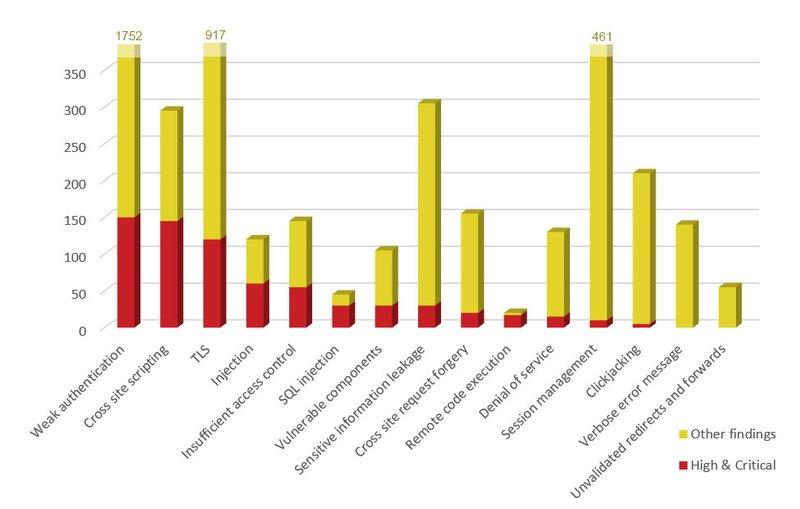 1752
917
461
350
300
250
200
150
100
50
0
Weak authentication
Cross site scripting
TLS
Injection
Insufficient access control
SQL injection
Vulnerable components
Sensitive information leakage
Cross site request forgery
Remote code execution
Denial of service
Session management
Clickjacking
Verbose error message
Unvalidated redirects and forwards
Other findings
High & Critical